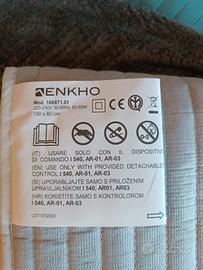 ENKHO
Mod. 166871.01
220-230V 50-60Hz 50-55W
150 x 80 cm
(IT) USARE SOLO CON IL DISPOSITIVO
DI COMANDO I 540, AR-01, AR-03
(EN) USE ONLY WITH PROVIDED DETACHABLE
CONTROL I 540, AR-01, AR-03
(SI) UPORABLJAJTE SAMO S PRILOŽENIM
UPRAVLJALNIKOM I 540, AR01, AR03.
(HR) KORISTITE SAMO S KONTROLOROM
I 540, AR-01, AR-03
LOT 07/2023